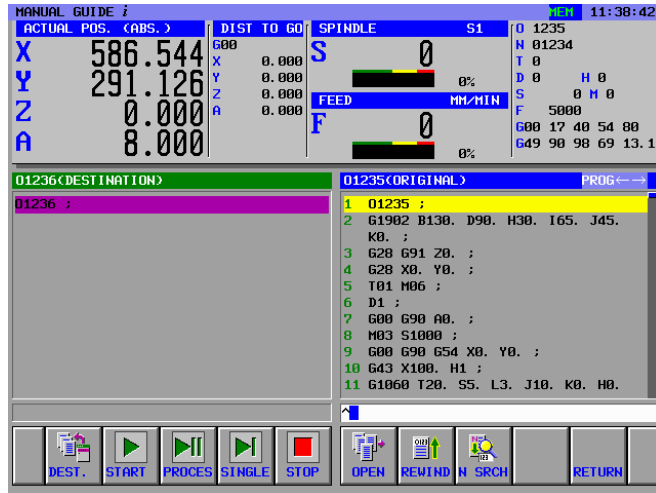 MANUAL GUIDE i MEM 11:38:42
ACTUAL POS. (ABS.) DIST TO GO SPINDLE S1 O 1235
X 586.544 G00 S 0 N 01234
X 0.000 T 0
Y 291.126 Y 0.000 0% D 0 H 0
Z 0.000 Z 0.000 FEED MM/MIN S 0 M 0
A 8.000 A 0.000 F 0 F 5000
G00 17 40 54 80
0% G49 90 98 69 13.1
O1236(DESTINATION) O1235(ORIGINAL) PROG←→
O1236 ; 1 O1235 ;
2 G1902 B130. D90. H30. I65. J45.
K0. ;
3 G28 G91 Z0. ;
4 G28 X0. Y0. ;
5 T01 M06 ;
6 D1 ;
7 G00 G90 A0. ;
8 M03 S1000 ;
9 G00 G90 G54 X0. Y0. ;
10 G43 X100. H1 ;
11 G1060 T20. S5. L3. J10. K0. H0.
^
DEST. START PROCES SINGLE STOP OPEN REWIND N SRCH RETURN